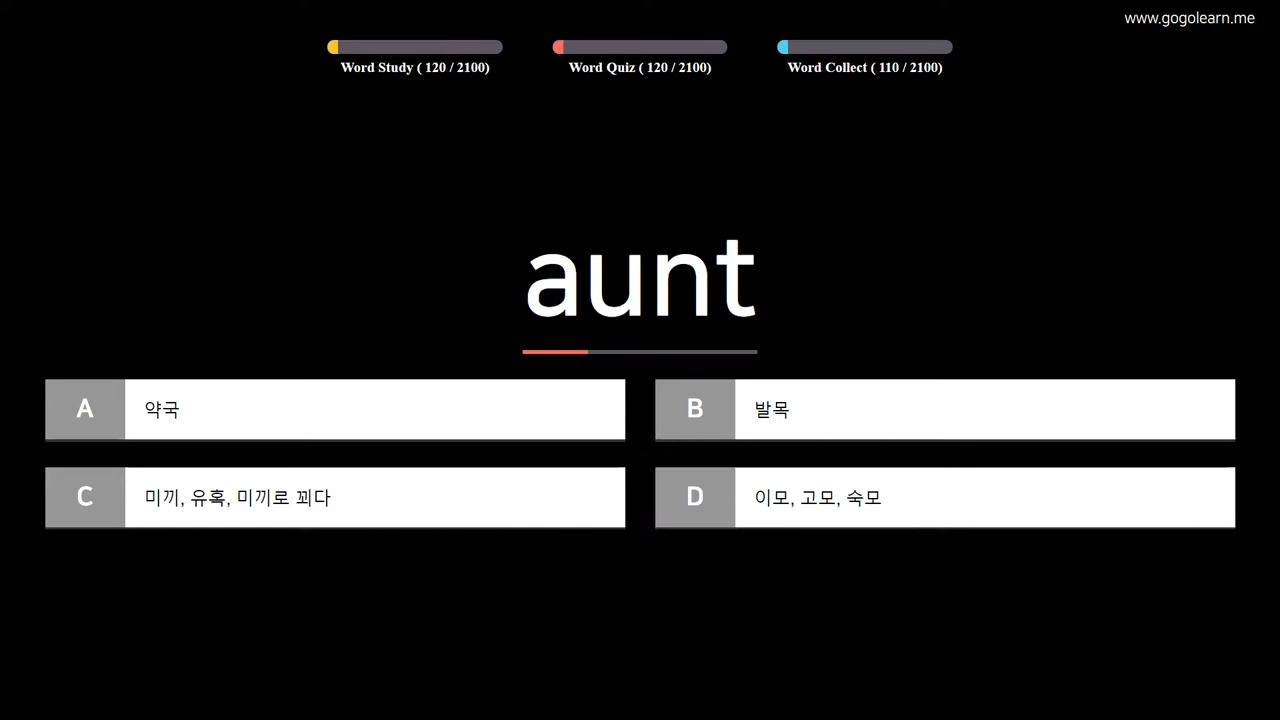 www.gogolearn.me
Word Study ( 120 / 2100)
Word Quiz ( 120 / 2100)
Word Collect ( 110 / 2100)
aunt
A 약국
B 발목
C 미끼, 유혹, 미끼로 꾀다
D 이모, 고모, 숙모